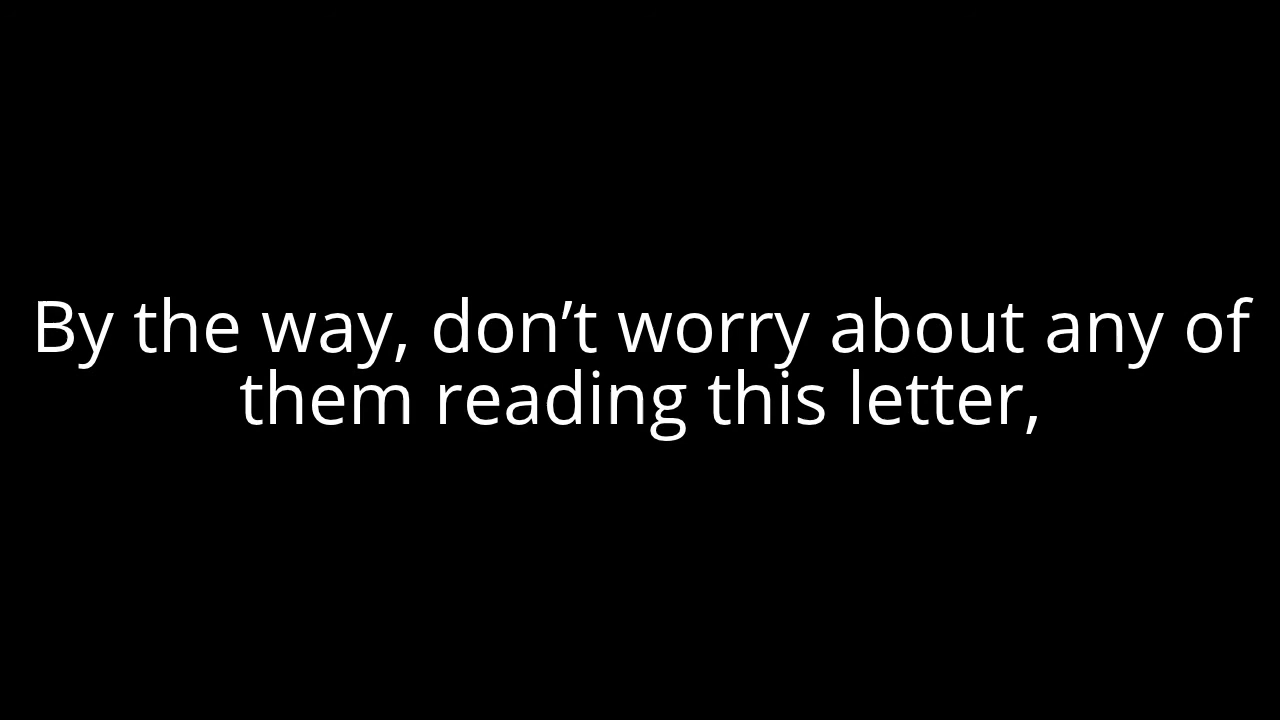 By the way, don’t worry about any of
them reading this letter,